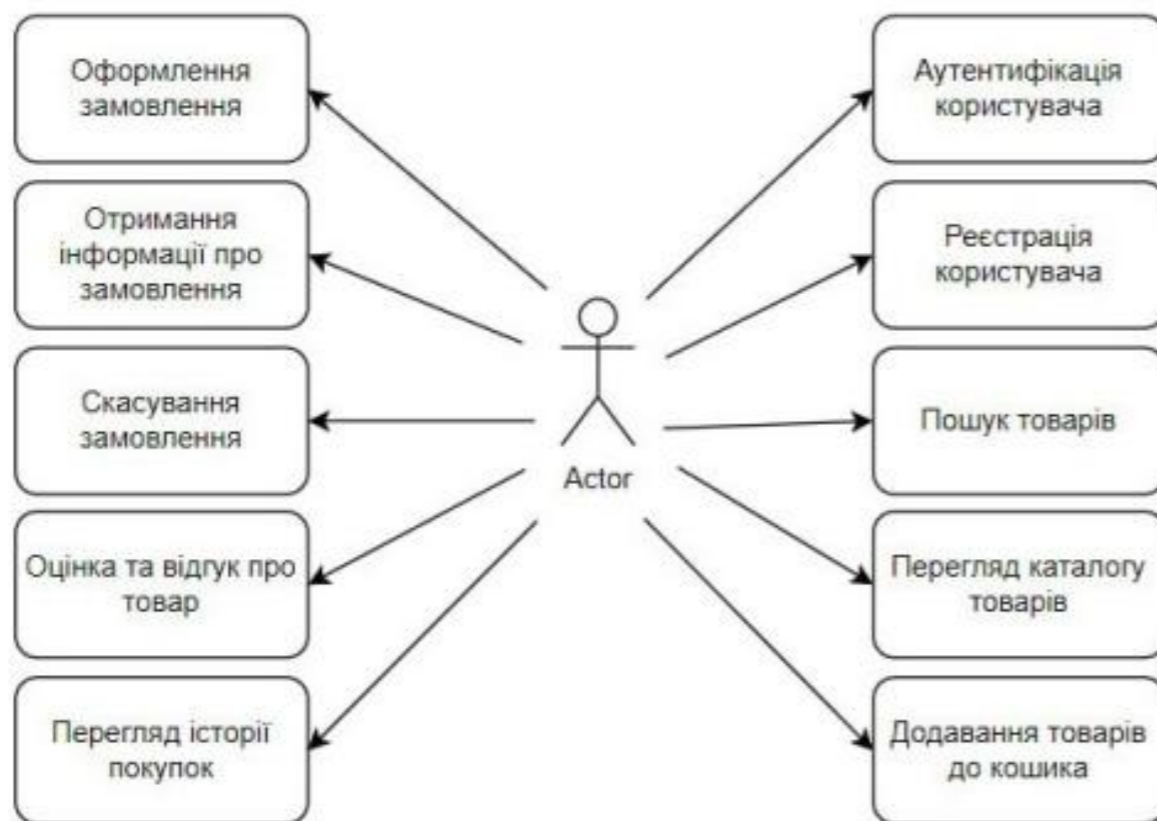 Оформлення
замовлення
Отримання
інформації про
замовлення
Скасування
замовлення
Оцінка та відгук про
товар
Перегляд історії
покупок
Actor
Аутентифікація
користувача
Реєстрація
користувача
Пошук товарів
Перегляд каталогу
товарів
Додавання товарів
до кошика